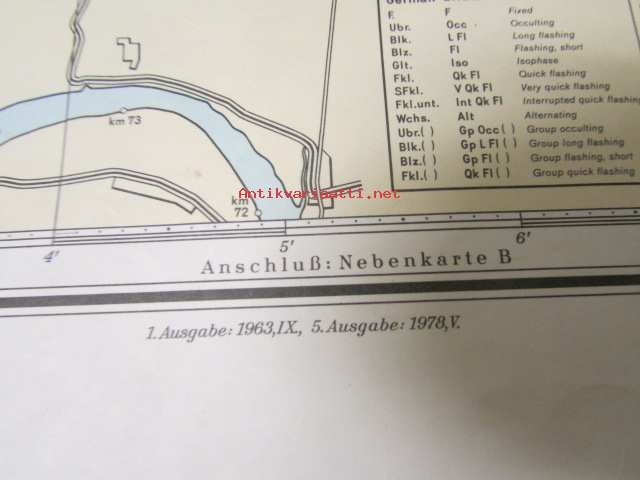 German
F. F Fixed
Ubr. Occ Occulting
Blk. L Fl Long flashing
Blz. Fl Flashing, short
Glt. Iso Isophase
Fkl. Qk Fl Quick flashing
SFkl. V Qk Fl Very quick flashing
Fkl.unt. Int Qk Fl Interrupted quick flashing
Wchs. Alt Alternating
Ubr.( ) Gp Occ( ) Group occulting
Blk.( ) Gp L Fl( ) Group long flashing
Blz.( ) Gp Fl( ) Group flashing, short
Fkl.( ) Qk Fl( ) Group quick flashing
km 73
Antikvariaatti.net
km
72
4' 5' 6'
Anschluß: Nebenkarte B
1. Ausgabe: 1963,IX., 5. Ausgabe: 1978,V.